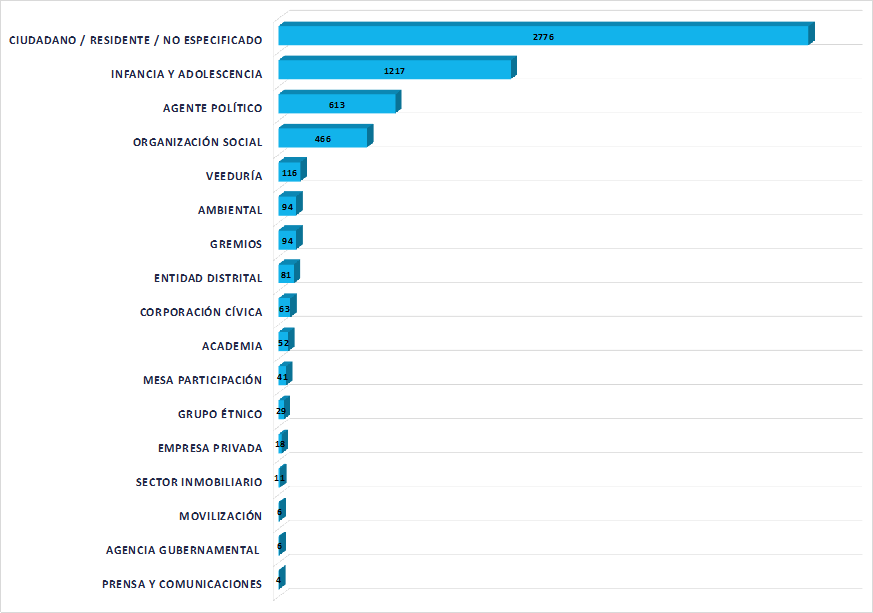 CIUDADANO / RESIDENTE / NO ESPECIFICADO 2776
INFANCIA Y ADOLESCENCIA 1217
AGENTE POLÍTICO 613
ORGANIZACIÓN SOCIAL 466
VEEDURÍA 116
AMBIENTAL 94
GREMIOS 94
ENTIDAD DISTRITAL 81
CORPORACIÓN CÍVICA 63
ACADEMIA 52
MESA PARTICIPACIÓN 41
GRUPO ÉTNICO 29
EMPRESA PRIVADA 18
SECTOR INMOBILIARIO 11
MOVILIZACIÓN 6
AGENCIA GUBERNAMENTAL 6
PRENSA Y COMUNICACIONES 4